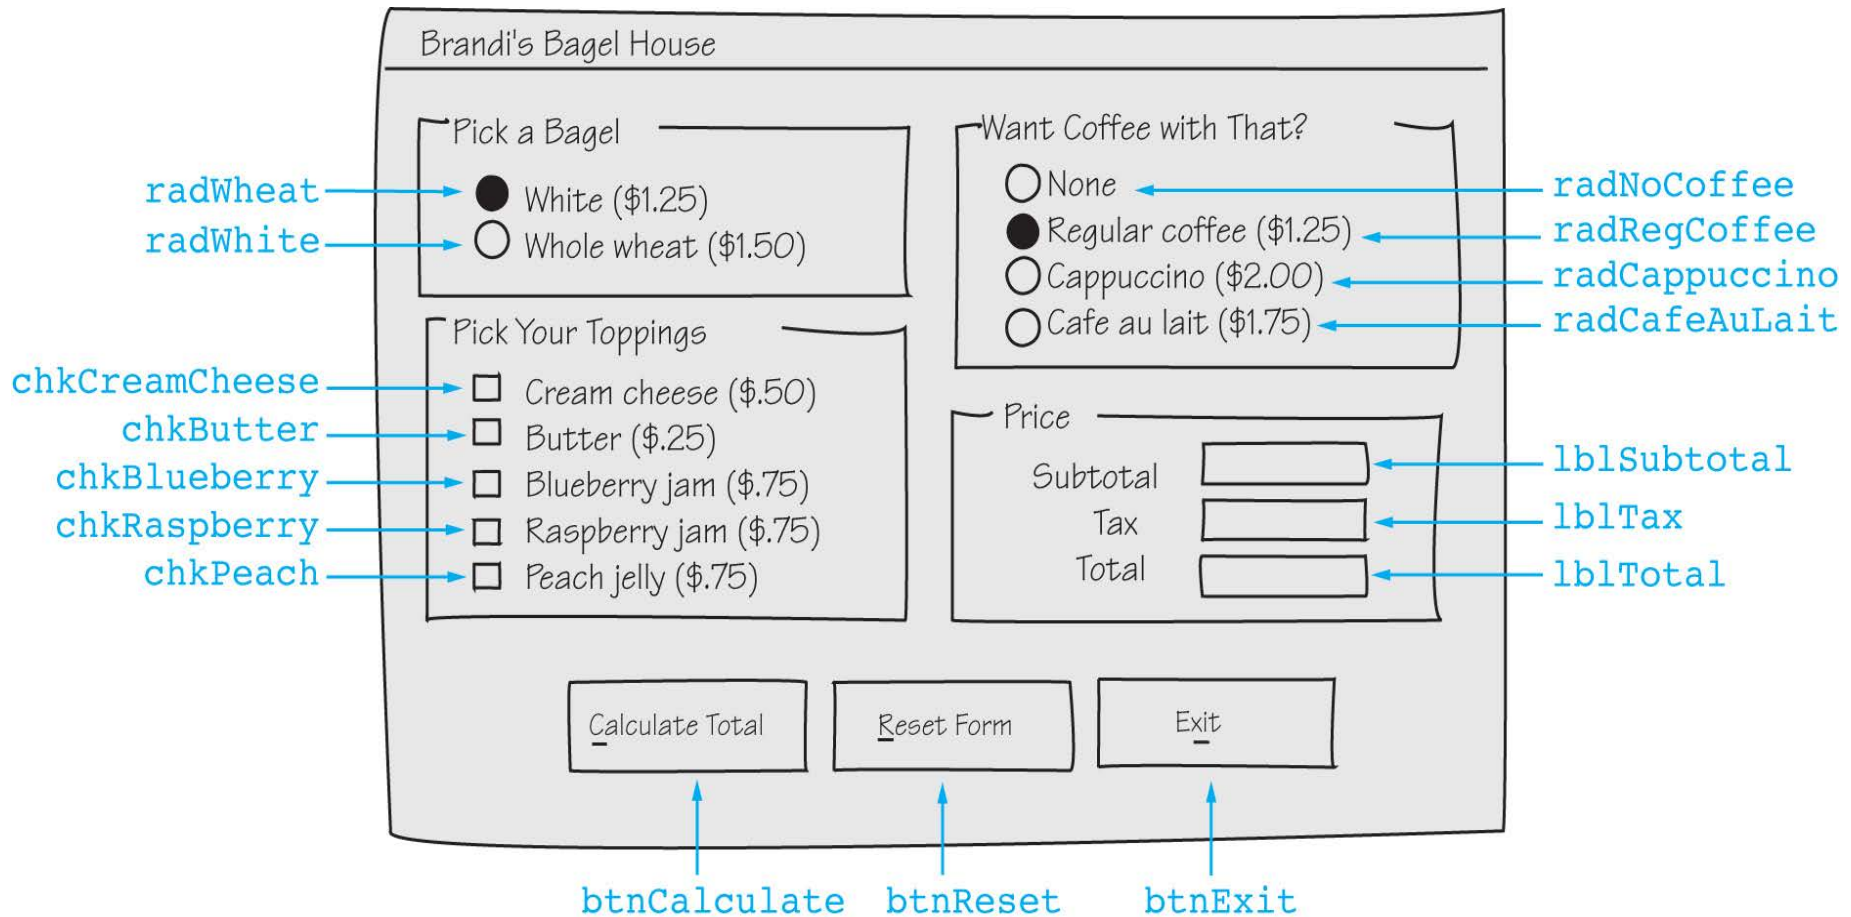 Brandi's Bagel House
Pick a Bagel
radWheat
White ($1.25)
radWhite
Whole wheat ($1.50)
Pick Your Toppings
chkCreamCheese
Cream cheese ($.50)
chkButter
Butter ($.25)
chkBlueberry
Blueberry jam ($.75)
chkRaspberry
Raspberry jam ($.75)
chkPeach
Peach jelly ($.75)
Want Coffee with That?
None
radNoCoffee
Regular coffee ($1.25)
radRegCoffee
Cappuccino ($2.00)
radCappuccino
Cafe au lait ($1.75)
radCafeAuLait
Price
Subtotal
lblSubtotal
Tax
lblTax
Total
lblTotal
Calculate Total
Reset Form
Exit
btnCalculate
btnReset
btnExit